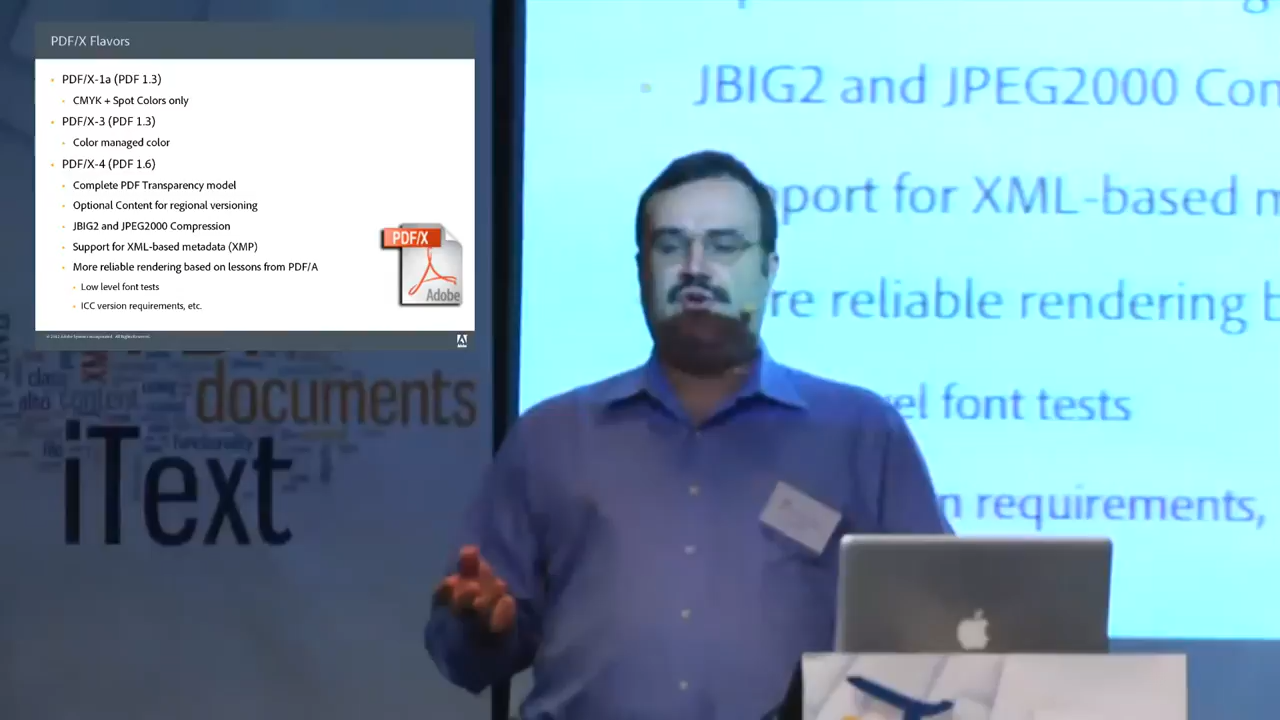 PDF/X Flavors
PDF/X-1a (PDF 1.3)
CMYK + Spot Colors only
PDF/X-3 (PDF 1.3)
Color managed color
PDF/X-4 (PDF 1.6)
Complete PDF Transparency model
Optional Content for regional versioning
JBIG2 and JPEG2000 Compression
Support for XML-based metadata (XMP)
More reliable rendering based on lessons from PDF/A
Low level font tests
ICC version requirements, etc.
PDF/X
Adobe
Adobe
JBIG2 and JPEG2000 Con
pport for XML-based m
re reliable rendering b
el font tests
n requirements,
documents
content
functionality
iText